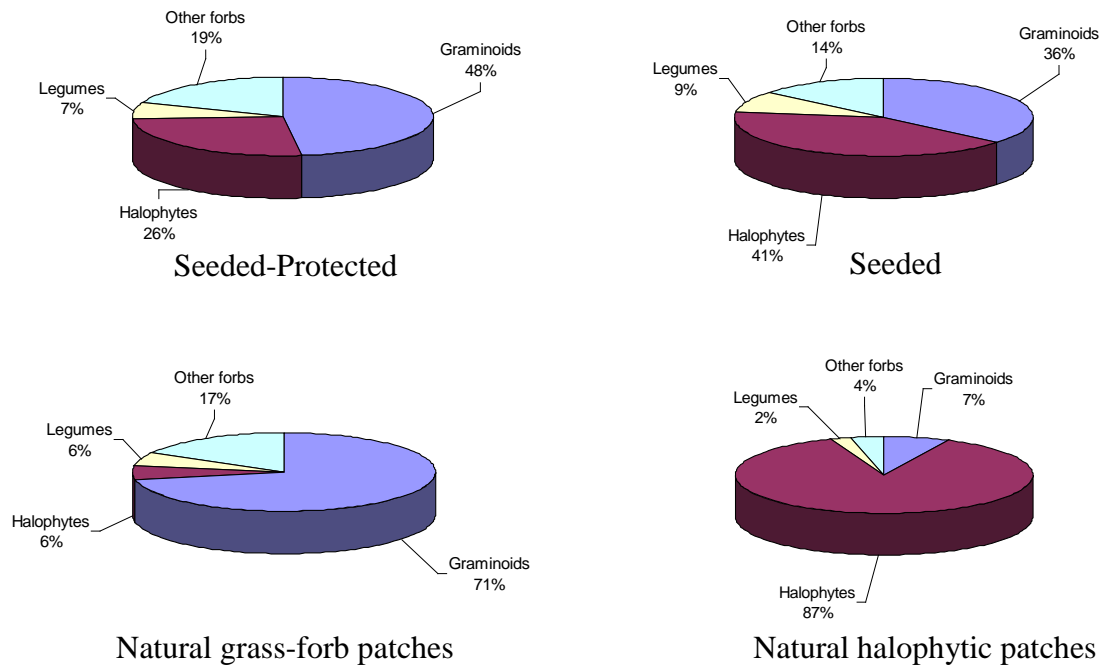 Other forbs
19%
Graminoids
48%
Legumes
7%
Halophytes
26%
Seeded-Protected
Other forbs
14%
Graminoids
36%
Legumes
9%
Halophytes
41%
Seeded
Other forbs
17%
Legumes
6%
Halophytes
6%
Graminoids
71%
Natural grass-forb patches
Other forbs
4%
Graminoids
7%
Legumes
2%
Halophytes
87%
Natural halophytic patches